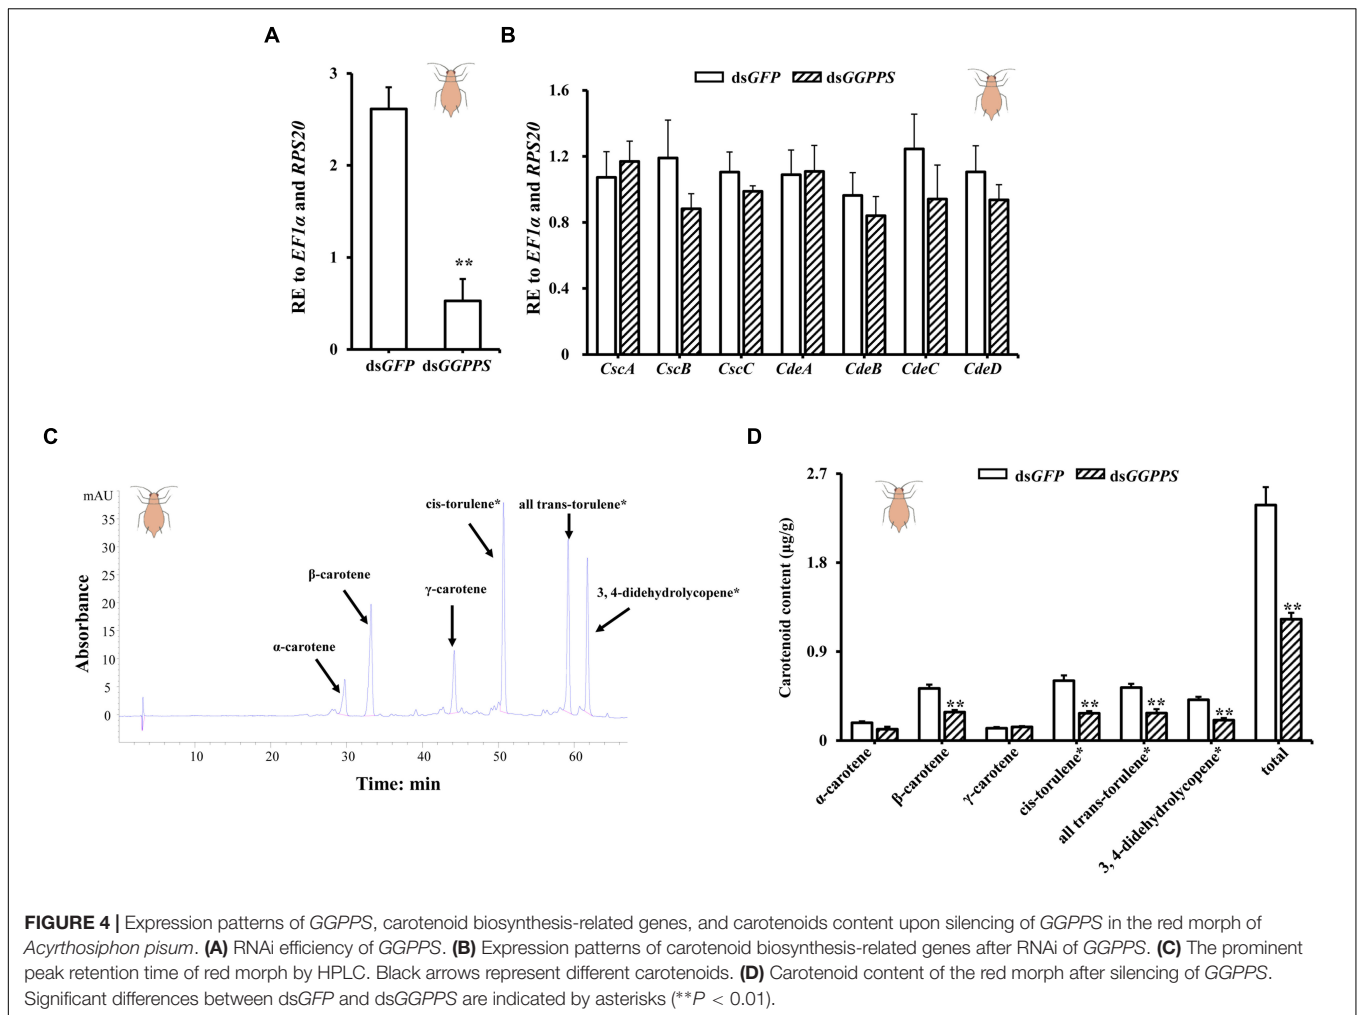 A
3
2
1
0
RE to EF1α and RPS20
**
dsGFP dsGGPPS
B
dsGFP dsGGPPS
1.6
1.2
0.8
0.4
0
RE to EF1α and RPS20
CscA CscB CscC CdeA CdeB CdeC CdeD
C
mAU
35
30
25
20
15
10
5
0
Absorbance
α-carotene
β-carotene
γ-carotene
cis-torulene*
all trans-torulene*
3, 4-didehydrolycopene*
10 20 30 40 50 60
Time: min
D
dsGFP dsGGPPS
2.7
1.8
0.9
0
Carotenoid content (μg/g)
**
**
**
**
**
α-carotene
β-carotene
γ-carotene
cis-torulene*
all trans-torulene*
3, 4-didehydrolycopene*
total
FIGURE 4 | Expression patterns of GGPPS, carotenoid biosynthesis-related genes, and carotenoids content upon silencing of GGPPS in the red morph of
Acyrthosiphon pisum. (A) RNAi efficiency of GGPPS. (B) Expression patterns of carotenoid biosynthesis-related genes after RNAi of GGPPS. (C) The prominent
peak retention time of red morph by HPLC. Black arrows represent different carotenoids. (D) Carotenoid content of the red morph after silencing of GGPPS.
Significant differences between dsGFP and dsGGPPS are indicated by asterisks (**P < 0.01).